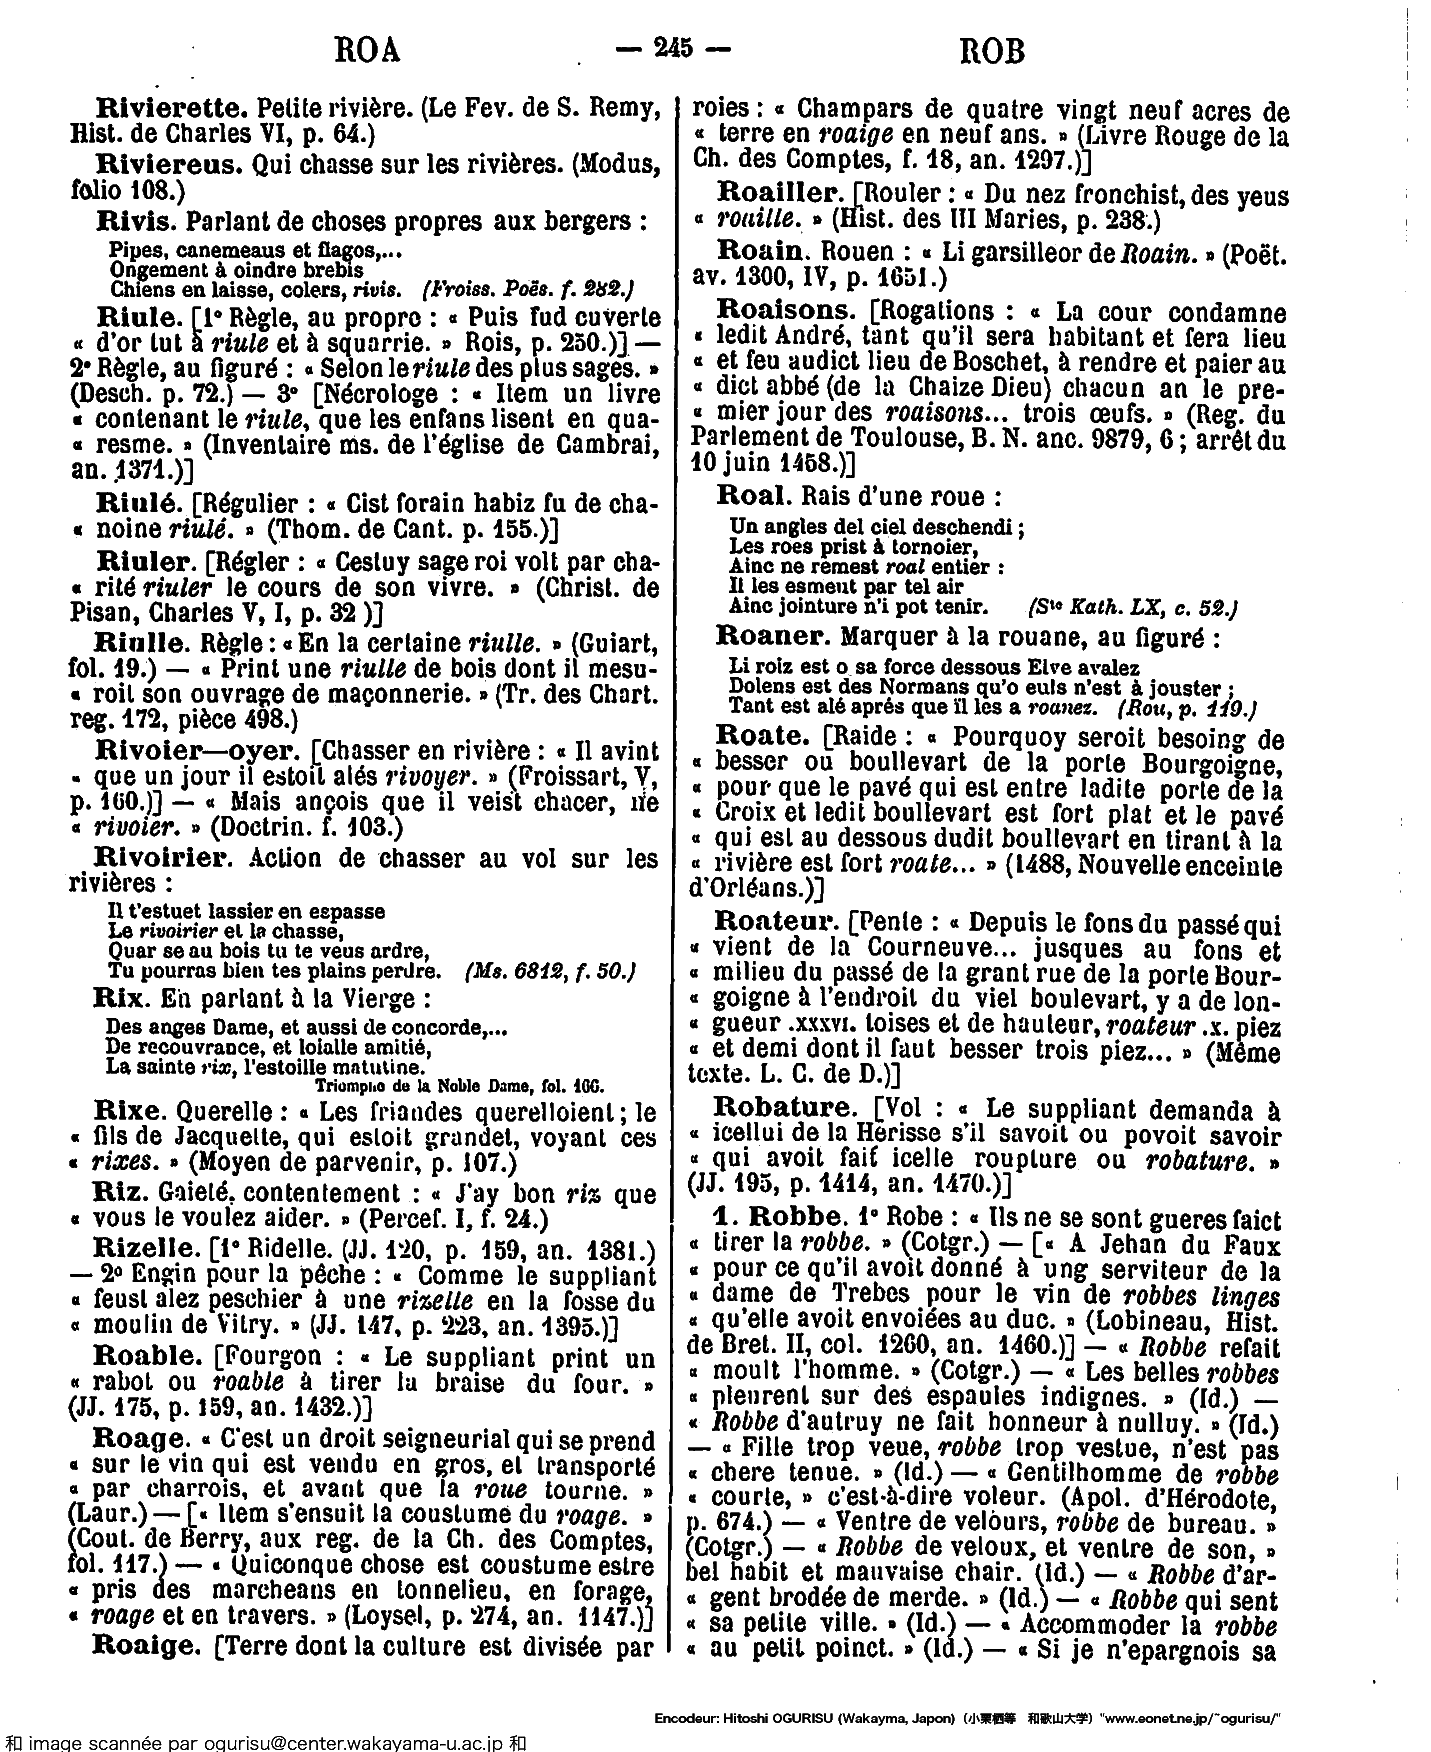 ROA — 245 — ROB
Rivierette. Petite rivière. (Le Fev. de S. Remy,
Hist. de Charles VI, p. 64.)
Riviereus. Qui chasse sur les rivières. (Modus,
folio 108.)
Rivis. Parlant de choses propres aux bergers :
Pipes, canemeaus et flagos,...
Ongement à oindre brebis
Chiens en laisse, colers, rivis. (Froiss. Poës. f. 282.)
Riule. [1° Règle, au propre : « Puis fud cuverte
« d'or tut à riule et à squarrie. » Rois, p. 250.)] —
2° Règle, au figuré : « Selon le riule des plus sages. »
(Desch. p. 72.) — 3° [Nécrologe : « Item un livre
« contenant le riule, que les enfans lisent en qua-
« resme. » (Inventaire ms. de l'église de Cambrai,
an. 1371.)]
Riulé. [Régulier : « Cist forain habiz fu de cha-
« noine riulé. » (Thom. de Cant. p. 155.)]
Riuler. [Régler : « Cestuy sage roi volt par cha-
« rité riuler le cours de son vivre. » (Christ. de
Pisan, Charles V, I, p. 32 )]
Riulle. Règle : « En la certaine riulle. » (Guiart,
fol. 19.) — « Print une riulle de bois dont il mesu-
« roit son ouvrage de maçonnerie. » (Tr. des Chart.
reg. 172, pièce 498.)
Rivoier—oyer. [Chasser en rivière : « Il avint
« que un jour il estoit alés rivoyer. » (Froissart, V,
p. 160.)] — « Mais ançois que il veist chacer, ne
« rivoier. » (Doctrin. f. 103.)
Rivoirier. Action de chasser au vol sur les
rivières :
Il t'estuet lassier en espasse
Le rivoirier et la chasse,
Quar se au bois tu te veus ardre,
Tu pourras bien tes plains perdre. (Ms. 6812, f. 50.)
Rix. En parlant à la Vierge :
Des anges Dame, et aussi de concorde,...
De recouvrance, et loialle amitié,
La sainte rix, l'estoille matutine.
Triomphe de la Noble Dame, fol. 166.
Rixe. Querelle : « Les friandes querelloient ; le
« fils de Jacquette, qui estoit grandet, voyant ces
« rixes. » (Moyen de parvenir, p. 107.)
Riz. Gaieté, contentement : « J'ay bon riz que
« vous le voulez aider. » (Percef. I, f. 24.)
Rizelle. [1° Ridelle. (JJ. 120, p. 159, an. 1381.)
— 2° Engin pour la pêche : « Comme le suppliant
« feust alez peschier à une rizelle en la fosse du
« moulin de Vitry. » (JJ. 147, p. 223, an. 1395.)]
Roable. [Fourgon : « Le suppliant print un
« rabot ou roable à tirer la braise du four. »
(JJ. 175, p. 159, an. 1432.)]
Roage. « C'est un droit seigneurial qui se prend
« sur le vin qui est vendu en gros, et transporté
« par charrois, et avant que la roue tourne. »
(Laur.) — [« Item s'ensuit la coustume du roage. »
(Cout. de Berry, aux reg. de la Ch. des Comptes,
fol. 117.) — « Quiconque chose est coustume estre
« pris des marcheans en tonnelieu, en forage,
« roage et en travers. » (Loysel, p. 274, an. 1147.)]
Roaige. [Terre dont la culture est divisée par
roies : « Champars de quatre vingt neuf acres de
« terre en roaige en neuf ans. » (Livre Rouge de la
Ch. des Comptes, f. 18, an. 1297.)]
Roailler. [Rouler : « Du nez fronchist, des yeus
« rouille. » (Hist. des III Maries, p. 238.)
Roain. Rouen : « Li garsilleor de Roain. » (Poët.
av. 1300, IV, p. 1651.)
Roaisons. [Rogations : « La cour condamne
« ledit André, tant qu'il sera habitant et fera lieu
« et feu audict lieu de Boschet, à rendre et paier au
« dict abbé (de la Chaize Dieu) chacun an le pre-
« mier jour des roaisons... trois œufs. » (Reg. du
Parlement de Toulouse, B. N. anc. 9879, 6 ; arrêt du
10 juin 1458.)]
Roal. Rais d'une roue :
Un angles del ciel deschendi ;
Les roes prist à tornoier,
Ainc ne remest roal entier :
Il les esment par tel air
Ainc jointure n'i pot tenir. (Ste Kath. LX, c. 52.)
Roaner. Marquer à la rouane, au figuré :
Li roiz est o sa force dessous Elve avalez
Dolens est des Normans qu'o euls n'est à jouster ;
Tant est alé aprés que il les a roanez. (Rou, p. 119.)
Roate. [Raide : « Pourquoy seroit besoing de
« besser ou boullevart de la porte Bourgoigne,
« pour que le pavé qui est entre ladite porte de la
« Croix et ledit boullevart est fort plat et le pavé
« qui est au dessous dudit boullevart en tirant à la
« rivière est fort roate... » (1488, Nouvelle enceinte
d'Orléans.)]
Roateur. [Pente : « Depuis le fons du passé qui
« vient de la Courneuve... jusques au fons et
« milieu du passé de la grant rue de la porte Bour-
« goigne à l'endroit du viel boulevart, y a de lon-
« gueur .XXXVI. toises et de hauteur, roateur .X. piez
« et demi dont il faut besser trois piez... » (Même
texte. L. C. de D.)]
Robature. [Vol : « Le suppliant demanda à
« icellui de la Herisse s'il savoit ou povoit savoir
« qui avoit fait icelle roupture ou robature. »
(JJ. 195, p. 1414, an. 1470.)]
1. Robbe. 1° Robe : « Ils ne se sont gueres faict
« tirer la robbe. » (Cotgr.) — [« A Jehan du Faux
« pour ce qu'il avoit donné à ung serviteur de la
« dame de Trebes pour le vin de robbes linges
« qu'elle avoit envoiées au duc. » (Lobineau, Hist.
de Bret. II, col. 1260, an. 1460.)] — « Robbe refait
« moult l'homme. » (Cotgr.) — « Les belles robbes
« pleurent sur des espaules indignes. » (Id.) —
« Robbe d'autruy ne fait honneur à nulluy. » (Id.)
— « Fille trop veue, robbe trop vestue, n'est pas
« chere tenue. » (Id.) — « Gentilhomme de robbe
« courte, » c'est-à-dire voleur. (Apol. d'Hérodote,
p. 674.) — « Ventre de velours, robbe de bureau. »
(Cotgr.) — « Robbe de veloux, et ventre de son, »
bel habit et mauvaise chair. (Id.) — « Robbe d'ar-
« gent brodée de merde. » (Id.) — « Robbe qui sent
« sa petite ville. » (Id.) — « Accommoder la robbe
« au petit poinct. » (Id.) — « Si je n'epargnois sa
Encodeur: Hitoshi OGURISU (Wakayma, Japon) (小栗栖等 和歌山大学) "www.eonet.ne.jp/~ogurisu/"
和 image scannée par ogurisu@center.wakayama-u.ac.jp 和